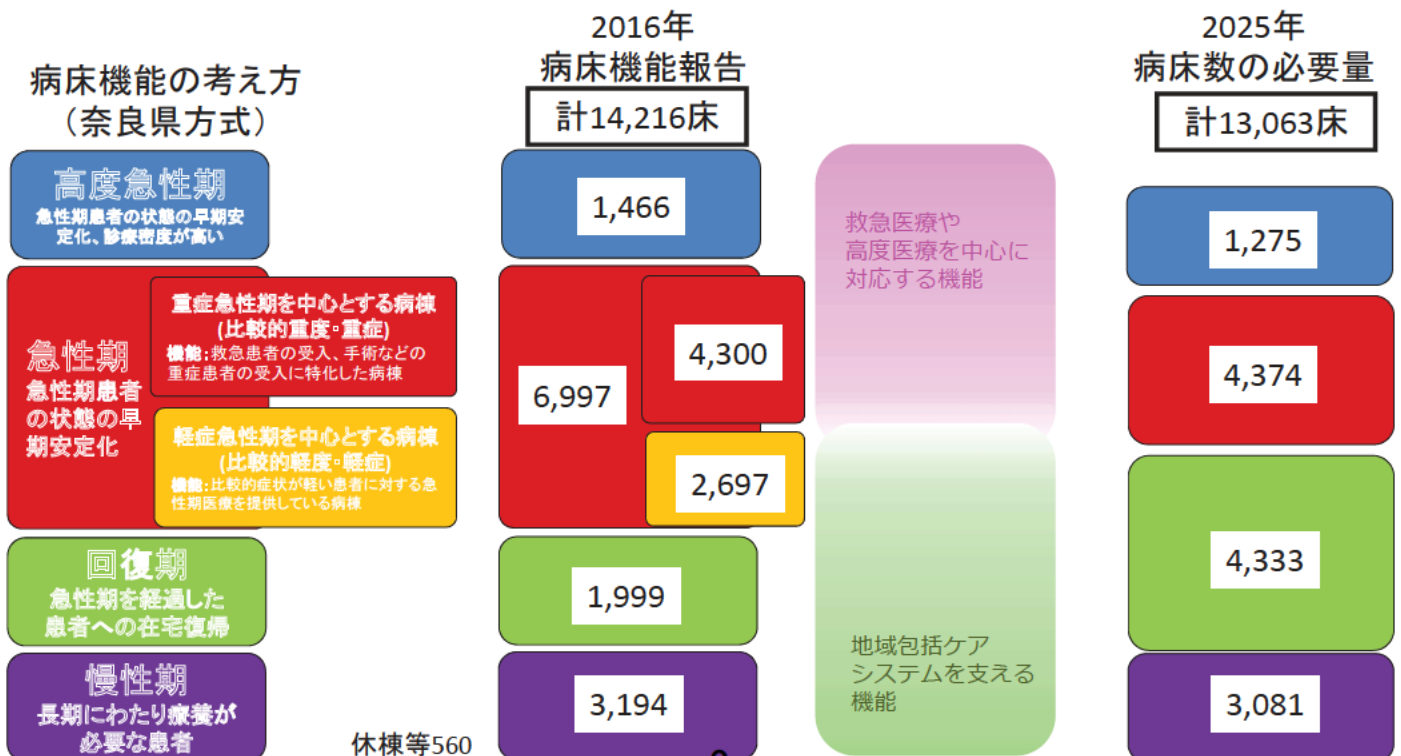 病床機能の考え方
（奈良県方式）
2016年
病床機能報告
計14,216床
2025年
病床数の必要量
計13,063床
高度急性期
急性期患者の状態の早期安
定化、診療密度が高い
急性期
急性期患者
の状態の早
期安定化
重症急性期を中心とする病棟
(比較的重度・重症)
機能：救急患者の受入、手術などの
重症患者の受入に特化した病棟
軽症急性期を中心とする病棟
(比較的軽度・軽症)
機能：比較的症状が軽い患者に対する急
性期医療を提供している病棟
回復期
急性期を経過した
患者への在宅復帰
慢性期
長期にわたり療養が
必要な患者
休棟等560
1,466
6,997
4,300
2,697
1,999
3,194
救急医療や
高度医療を中心に
対応する機能
地域包括ケア
システムを支える
機能
1,275
4,374
4,333
3,081